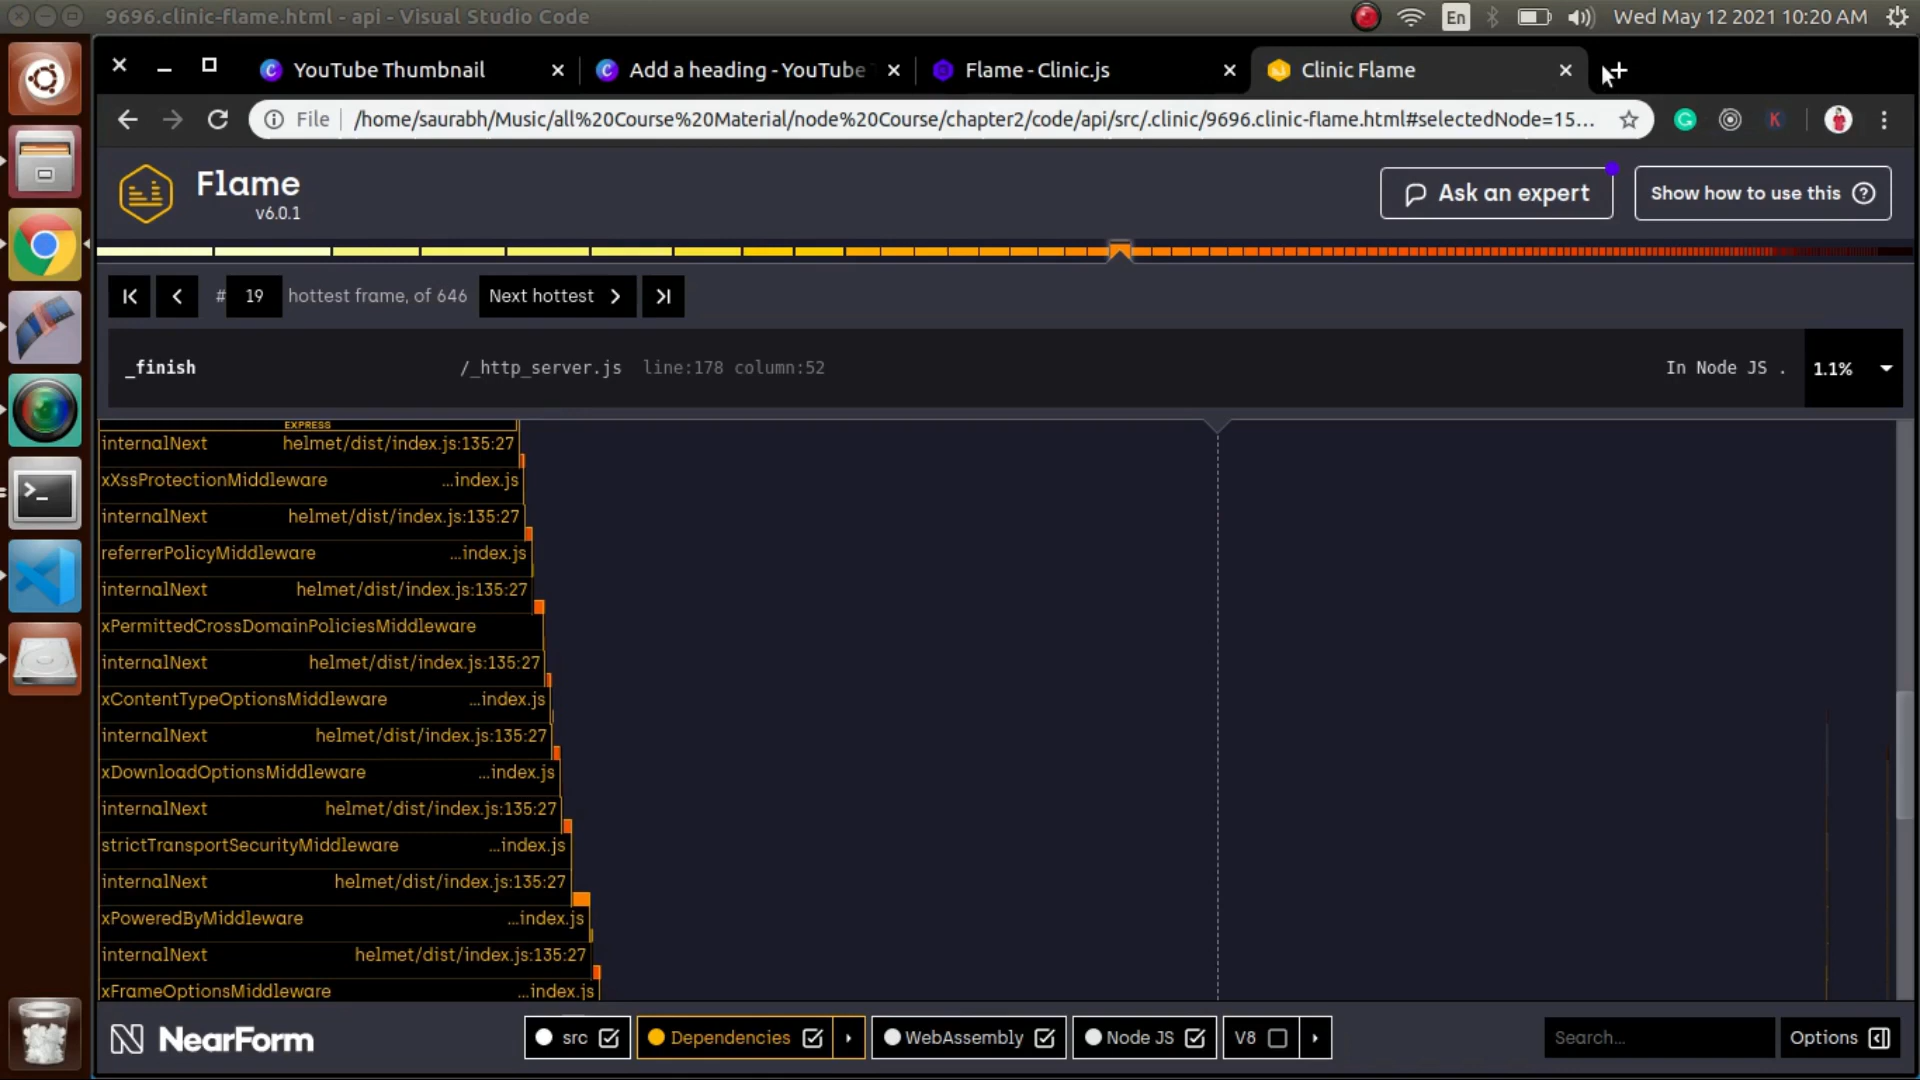 9696.clinic-flame.html - api - Visual Studio Code
En
Wed May 12 2021 10:20 AM
YouTube Thumbnail
Add a heading - YouTube
Flame - Clinic.js
Clinic Flame
File
/home/saurabh/Music/all%20Course%20Material/node%20Course/chapter2/code/api/src/.clinic/9696.clinic-flame.html#selectedNode=15...
K
Flame
v6.0.1
Ask an expert
Show how to use this
# 19 hottest frame, of 646
Next hottest
_finish /_http_server.js line:178 column:52
In Node JS . 1.1%
EXPRESS
internalNext helmet/dist/index.js:135:27
xXssProtectionMiddleware ...index.js
internalNext helmet/dist/index.js:135:27
referrerPolicyMiddleware ...index.js
internalNext helmet/dist/index.js:135:27
xPermittedCrossDomainPoliciesMiddleware
internalNext helmet/dist/index.js:135:27
xContentTypeOptionsMiddleware ...index.js
internalNext helmet/dist/index.js:135:27
xDownloadOptionsMiddleware ...index.js
internalNext helmet/dist/index.js:135:27
strictTransportSecurityMiddleware ...index.js
internalNext helmet/dist/index.js:135:27
xPoweredByMiddleware ...index.js
internalNext helmet/dist/index.js:135:27
xFrameOptionsMiddleware ...index.js
NearForm
src
Dependencies
WebAssembly
Node JS
V8
Search...
Options